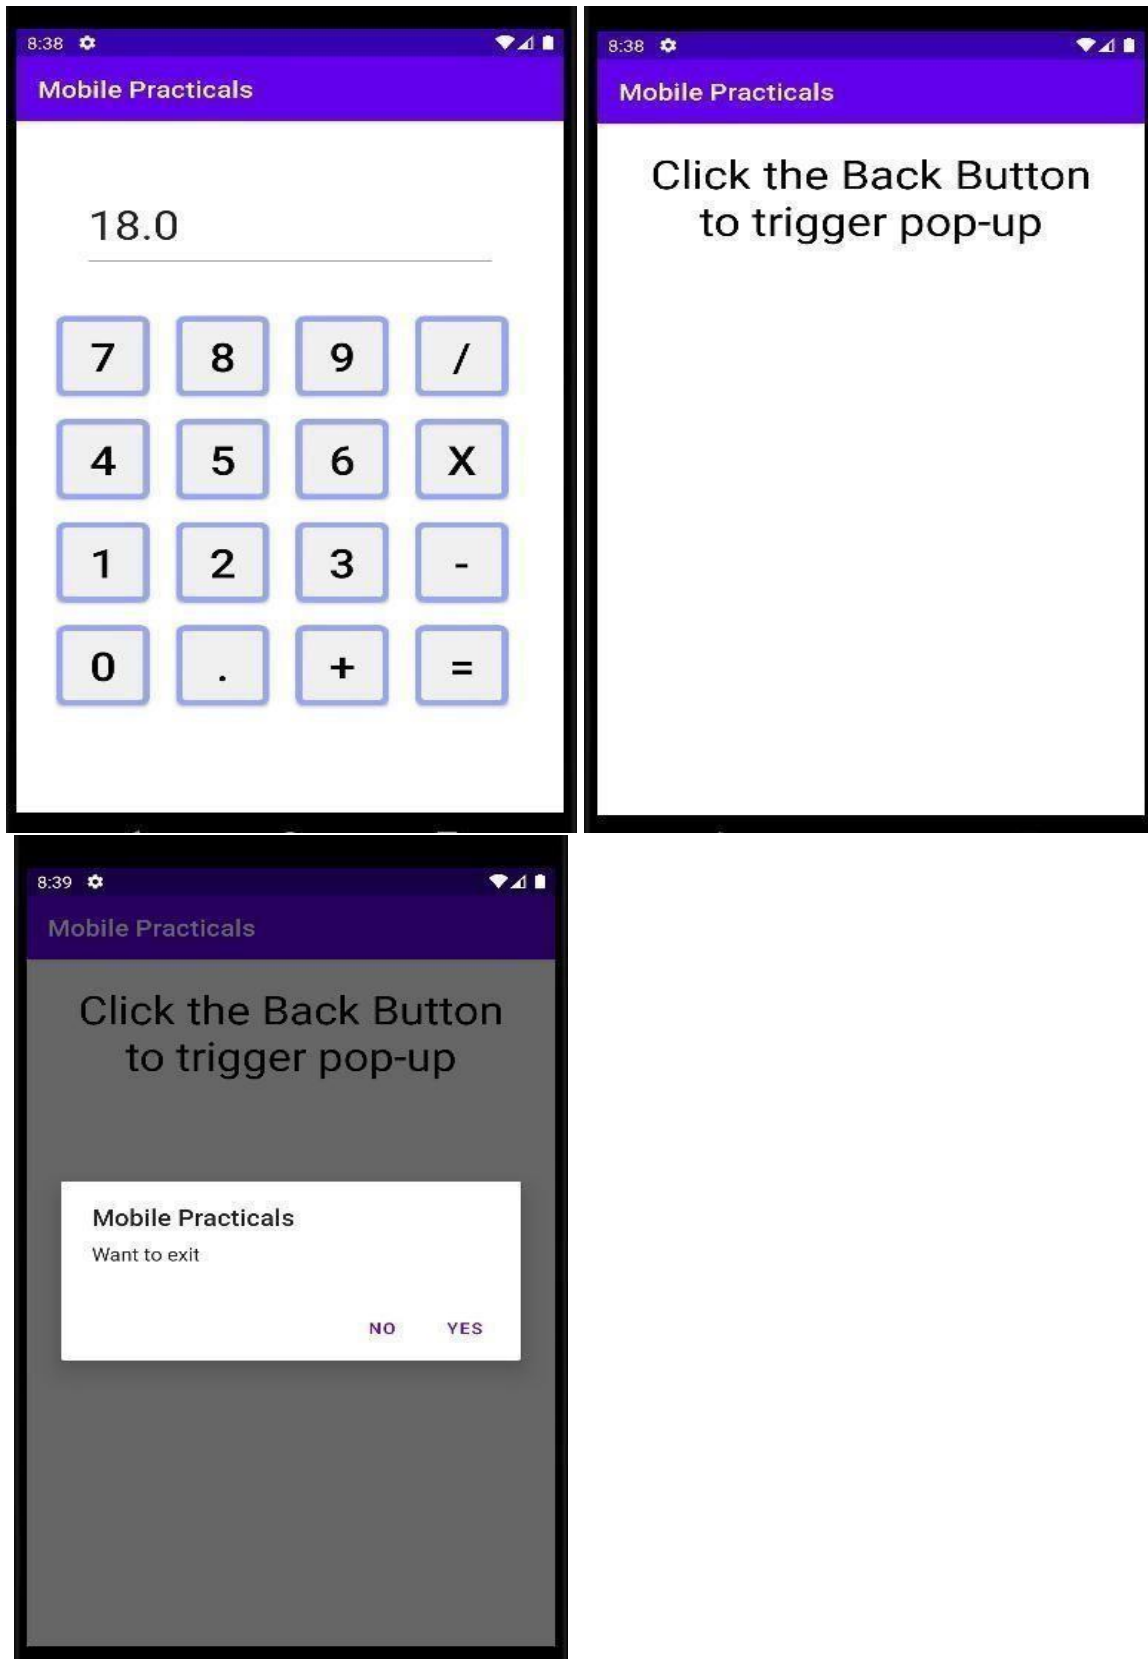 8:38
Mobile Practicals
18.0
7 8 9 /
4 5 6 X
1 2 3 -
0 . + =
8:38
Mobile Practicals
Click the Back Button
to trigger pop-up
8:39
Mobile Practicals
Click the Back Button
to trigger pop-up
Mobile Practicals
Want to exit
NO YES